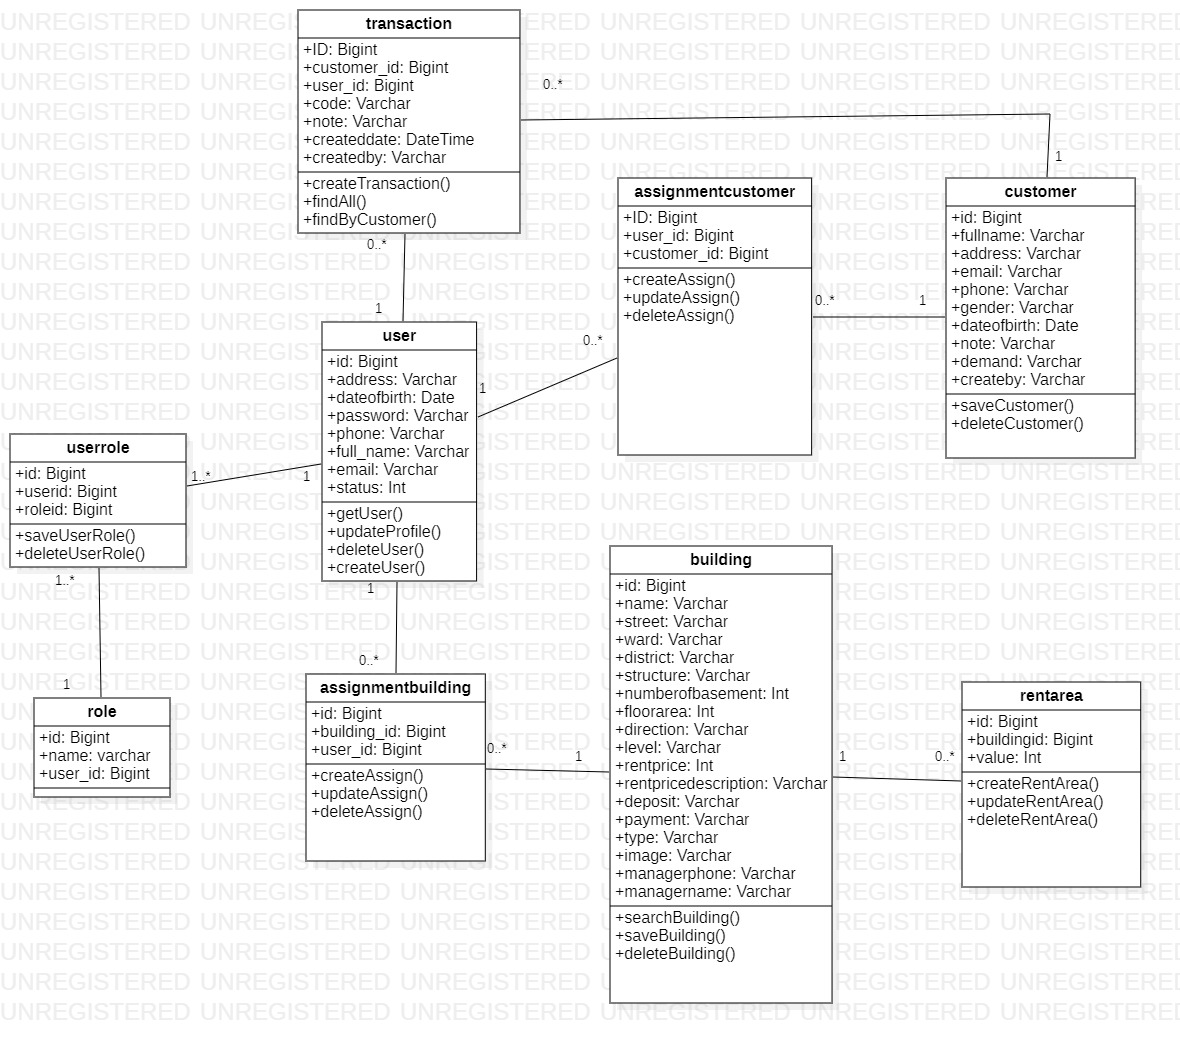 transaction
+ID: Bigint
+customer_id: Bigint
+user_id: Bigint
+code: Varchar
+note: Varchar
+createddate: DateTime
+createdby: Varchar
+createTransaction()
+findAll()
+findByCustomer()
0..*
1
0..*
1
assignmentcustomer
+ID: Bigint
+user_id: Bigint
+customer_id: Bigint
+createAssign()
+updateAssign()
+deleteAssign()
0..*
1
customer
+id: Bigint
+fullname: Varchar
+address: Varchar
+email: Varchar
+phone: Varchar
+gender: Varchar
+dateofbirth: Date
+note: Varchar
+demand: Varchar
+createby: Varchar
+saveCustomer()
+deleteCustomer()
user
+id: Bigint
+address: Varchar
+dateofbirth: Date
+password: Varchar
+phone: Varchar
+full_name: Varchar
+email: Varchar
+status: Int
+getUser()
+updateProfile()
+deleteUser()
+createUser()
1
0..*
userrole
+id: Bigint
+userid: Bigint
+roleid: Bigint
+saveUserRole()
+deleteUserRole()
1..*
1
1..*
1
role
+id: Bigint
+name: varchar
+user_id: Bigint
1
0..*
assignmentbuilding
+id: Bigint
+building_id: Bigint
+user_id: Bigint
+createAssign()
+updateAssign()
+deleteAssign()
0..*
1
building
+id: Bigint
+name: Varchar
+street: Varchar
+ward: Varchar
+district: Varchar
+structure: Varchar
+numberofbasement: Int
+floorarea: Int
+direction: Varchar
+level: Varchar
+rentprice: Int
+rentpricedescription: Varchar
+deposit: Varchar
+payment: Varchar
+type: Varchar
+image: Varchar
+managerphone: Varchar
+managername: Varchar
+searchBuilding()
+saveBuilding()
+deleteBuilding()
1
0..*
rentarea
+id: Bigint
+buildingid: Bigint
+value: Int
+createRentArea()
+updateRentArea()
+deleteRentArea()
UNREGISTERED